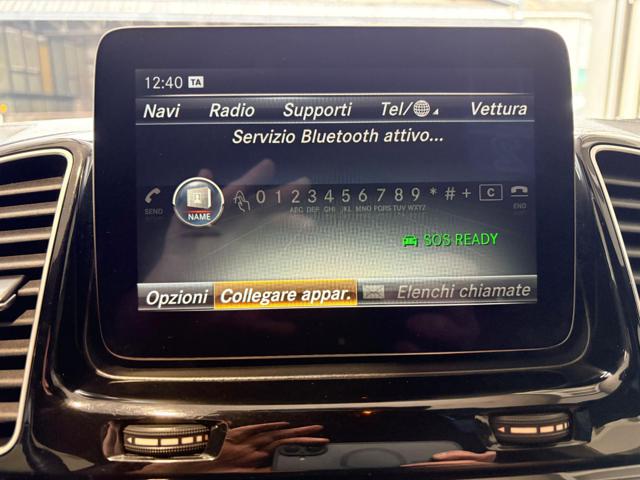 12:40 TA
Navi Radio Supporti Tel/ Vettura
Servizio Bluetooth attivo...
SEND NAME 0 1 2 3 4 5 6 7 8 9 * # + C END
ABC DEF GHI JKL MNO PQRS TUV WXYZ
SOS READY
Opzioni Collegare appar. Elenchi chiamate